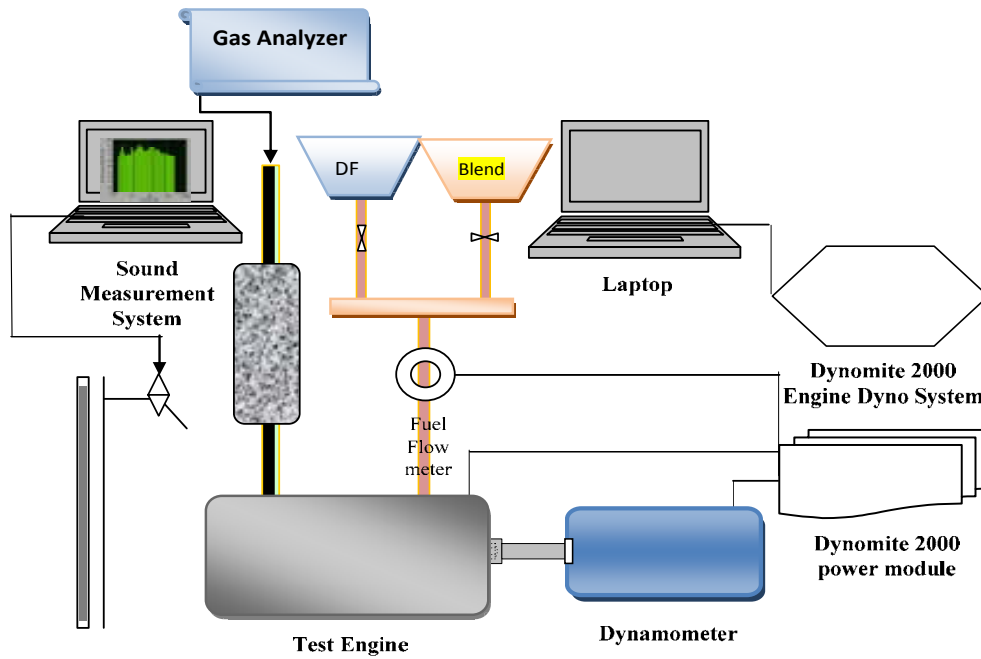 Gas Analyzer
DF
Blend
Sound
Measurement
System
Laptop
Dynomite 2000
Engine Dyno System
Fuel
Flow
meter
Dynomite 2000
power module
Test Engine
Dynamometer